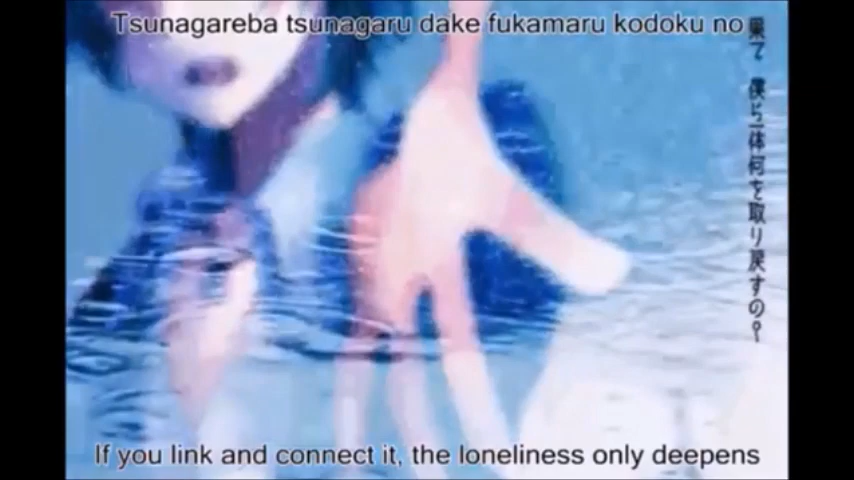 Tsunagareba tsunagaru dake fukamaru kodoku no
果て 僕ら一体何を取り戻すの?
If you link and connect it, the loneliness only deepens